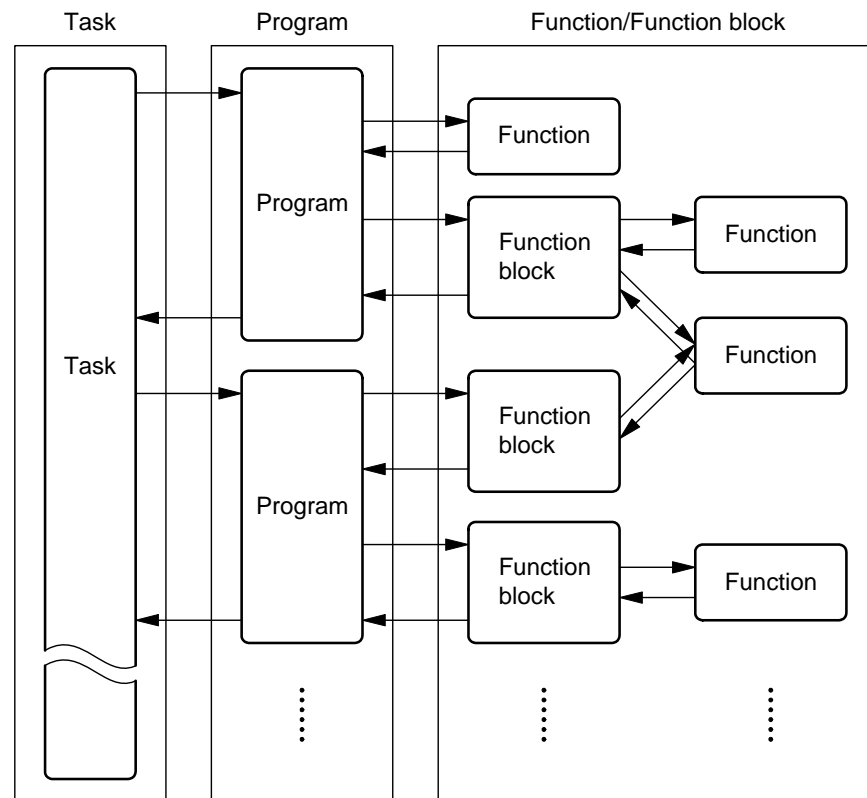 Task
Program
Function/Function block
Function
Program
Function
block
Function
Task
Function
Function
block
Program
Function
block
Function